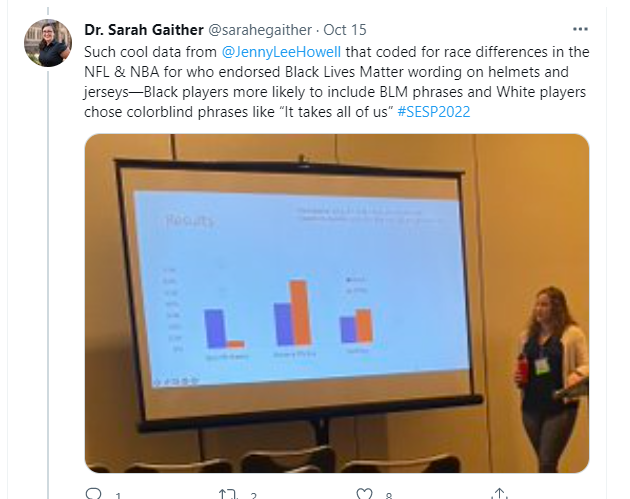 Dr. Sarah Gaither @sarahegaither · Oct 15
Such cool data from @JennyLeeHowell that coded for race differences in the
NFL & NBA for who endorsed Black Lives Matter wording on helmets and
jerseys—Black players more likely to include BLM phrases and White players
chose colorblind phrases like “It takes all of us” #SESP2022
Results
1
2
8